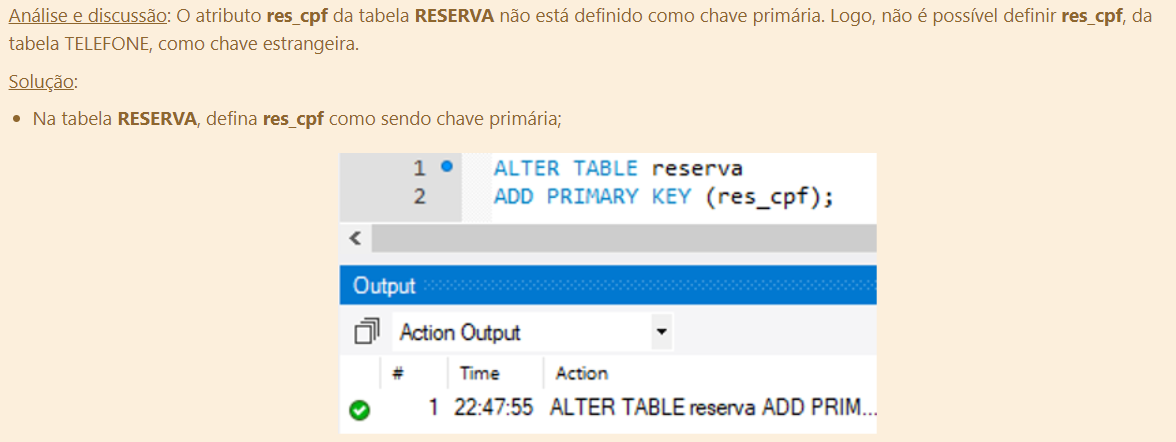 Análise e discussão: O atributo res_cpf da tabela RESERVA não está definido como chave primária. Logo, não é possível definir res_cpf, da
tabela TELEFONE, como chave estrangeira.
Solução:
• Na tabela RESERVA, defina res_cpf como sendo chave primária;
1 ALTER TABLE reserva
2 ADD PRIMARY KEY (res_cpf);
Output
Action Output
# Time Action
1 22:47:55 ALTER TABLE reserva ADD PRIM...